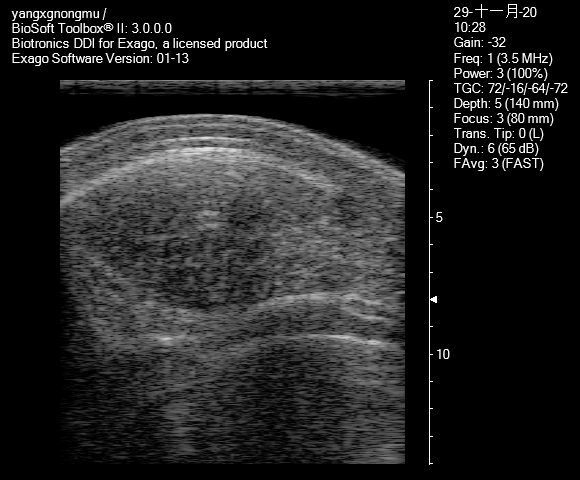 yangxgnongmu /
BioSoft Toolbox® II: 3.0.0.0
Biotronics DDI for Exago, a licensed product
Exago Software Version: 01-13
29-十一月-20
10:28
Gain: -32
Freq: 1 (3.5 MHz)
Power: 3 (100%)
TGC: 72/-16/-64/-72
Depth: 5 (140 mm)
Focus: 3 (80 mm)
Trans. Tip: 0 (L)
Dyn.: 6 (65 dB)
FAvg: 3 (FAST)
5
10